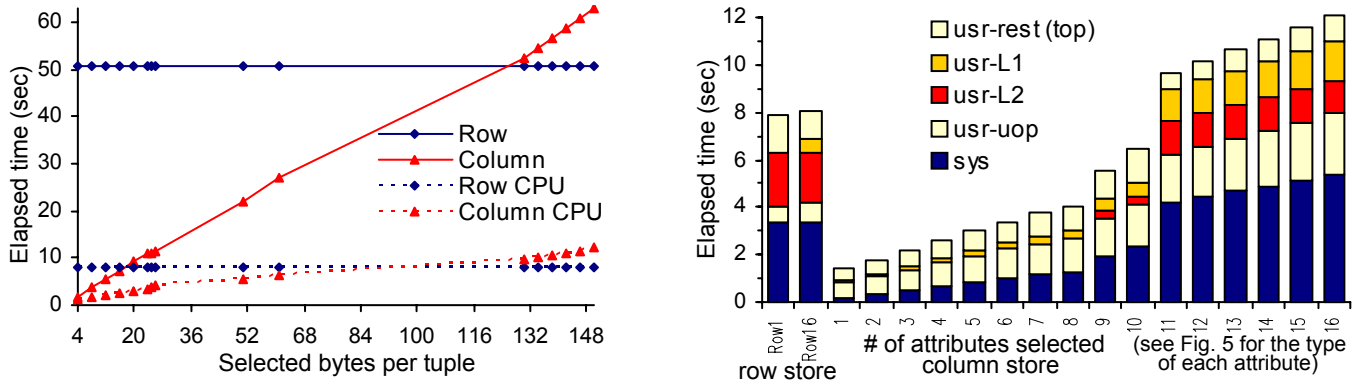 Elapsed time (sec)
60
50
40
30
20
10
0
Row
Column
Row CPU
Column CPU
4 20 36 52 68 84 100 116 132 148
Selected bytes per tuple
Elapsed time (sec)
12
10
8
6
4
2
0
usr-rest (top)
usr-L1
usr-L2
usr-uop
sys
Row1 Row16 1 2 3 4 5 6 7 8 9 10 11 12 13 14 15 16
row store
# of attributes selected
column store
(see Fig. 5 for the type
of each attribute)